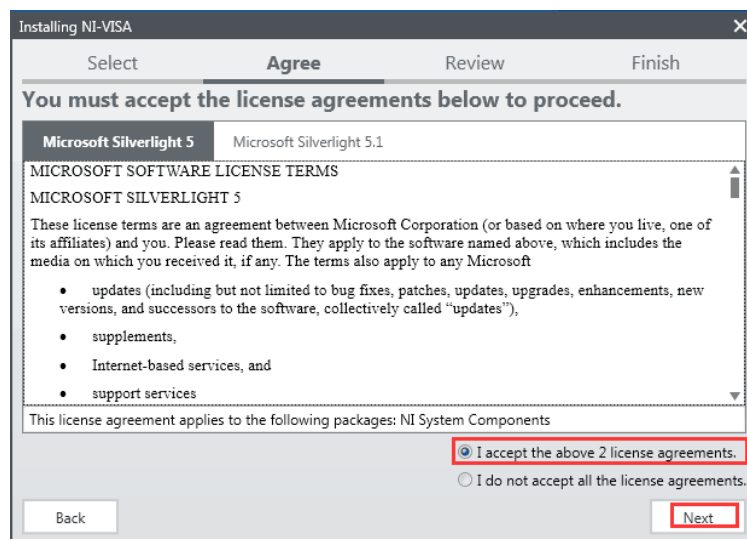 Installing NI-VISA
Select Agree Review Finish
You must accept the license agreements below to proceed.
Microsoft Silverlight 5 Microsoft Silverlight 5.1
MICROSOFT SOFTWARE LICENSE TERMS
MICROSOFT SILVERLIGHT 5
These license terms are an agreement between Microsoft Corporation (or based on where you live, one of
its affiliates) and you. Please read them. They apply to the software named above, which includes the
media on which you received it, if any. The terms also apply to any Microsoft
• updates (including but not limited to bug fixes, patches, updates, upgrades, enhancements, new
versions, and successors to the software, collectively called “updates”),
• supplements,
• Internet-based services, and
• support services
This license agreement applies to the following packages: NI System Components
I accept the above 2 license agreements.
I do not accept all the license agreements.
Back Next